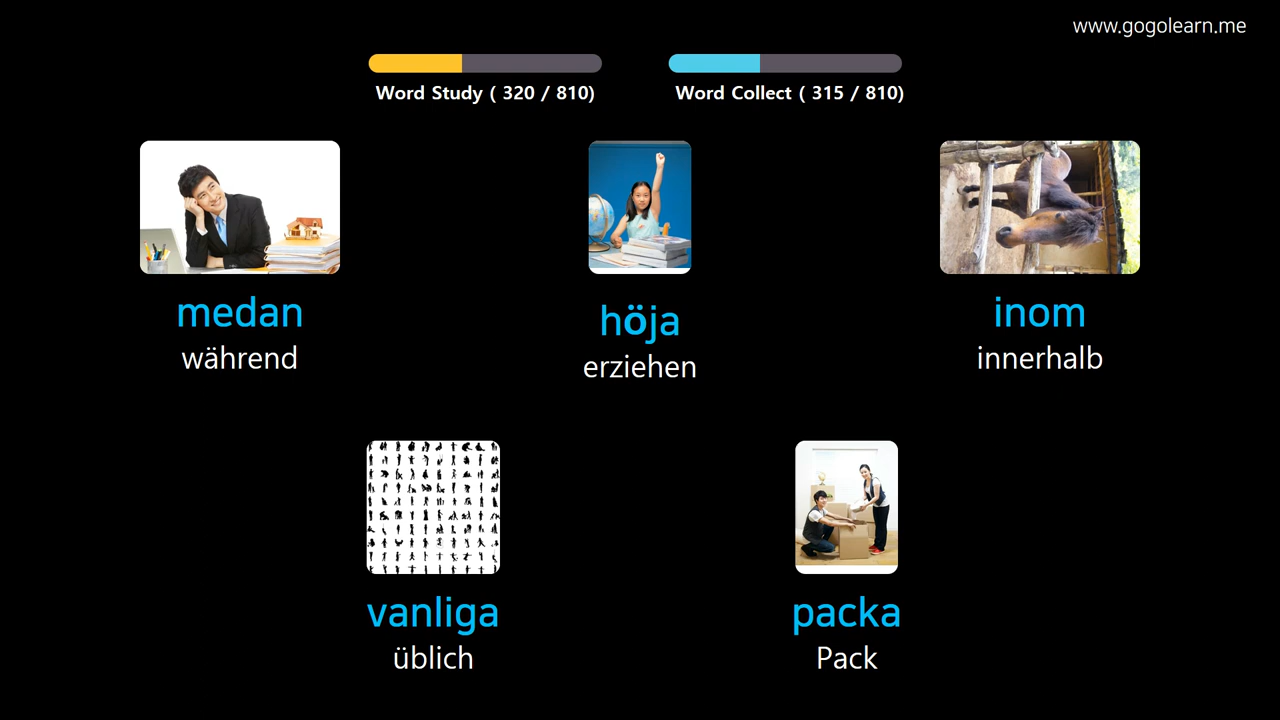 www.gogolearn.me
Word Study ( 320 / 810)
Word Collect ( 315 / 810)
medan
während
höja
erziehen
inom
innerhalb
vanliga
üblich
packa
Pack